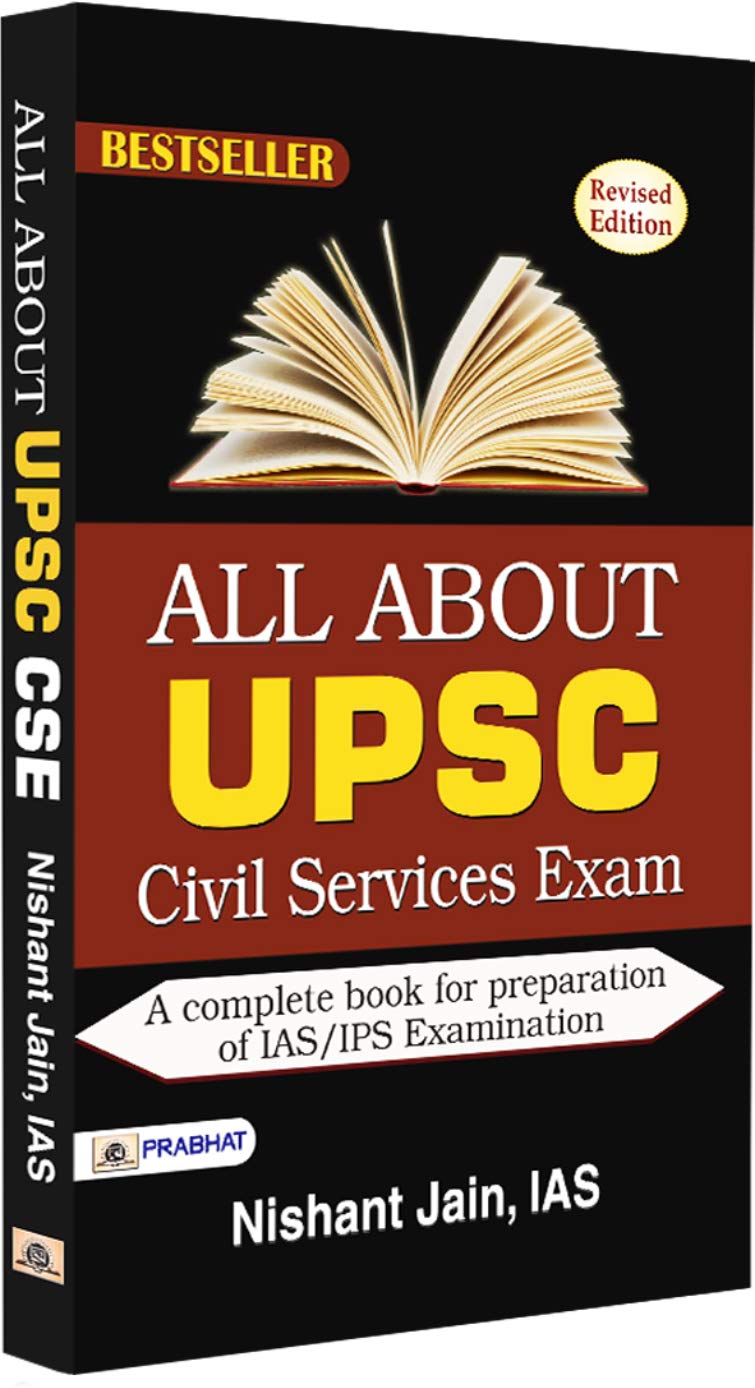 ALL ABOUT UPSC CSE Nishant Jain, IAS
BESTSELLER
Revised
Edition
ALL ABOUT
UPSC
Civil Services Exam
A complete book for preparation
of IAS/IPS Examination
PRABHAT
Nishant Jain, IAS